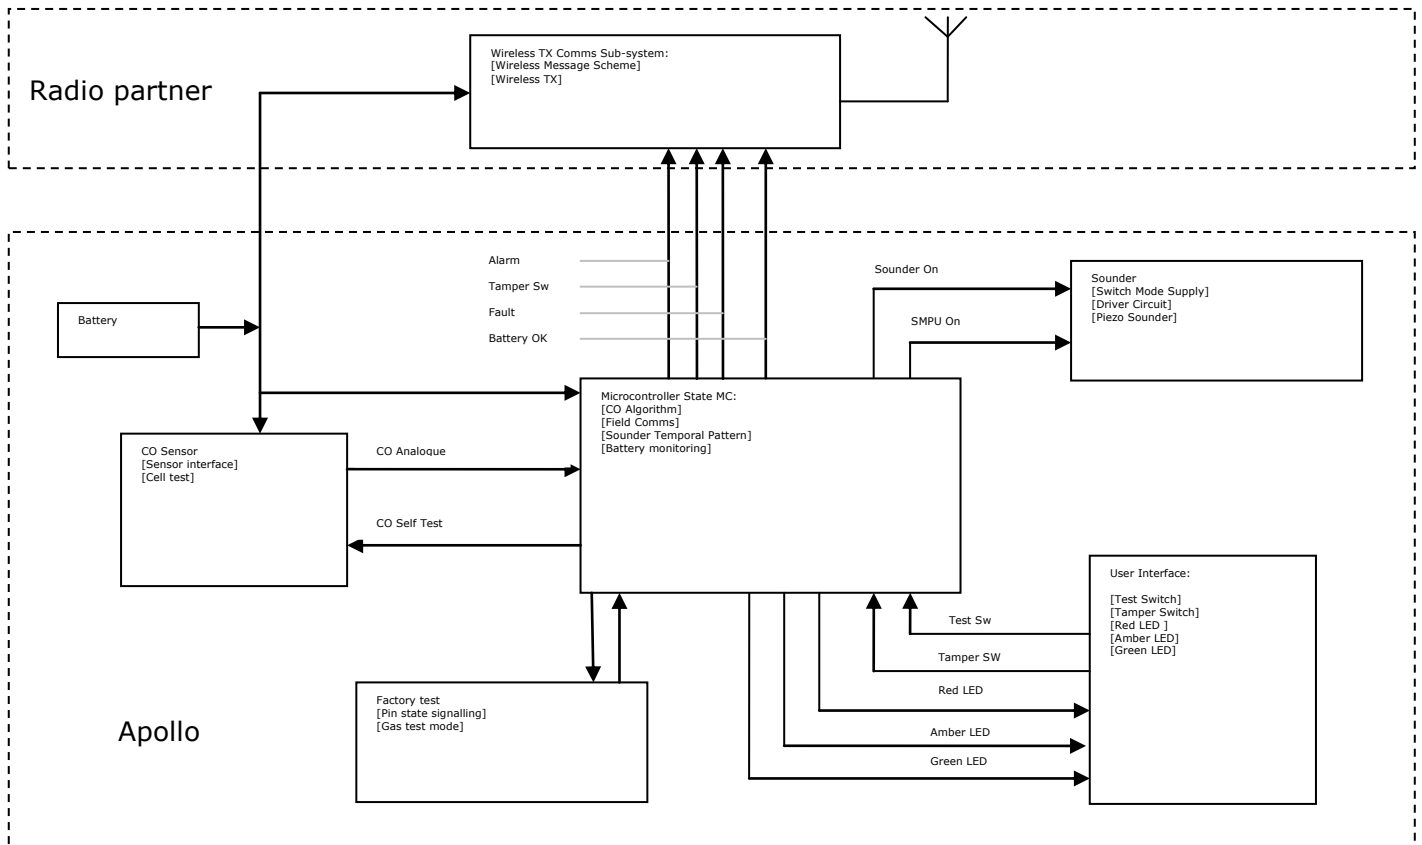 Wireless TX Comms Sub-system:
[Wireless Message Scheme]
[Wireless TX]
Radio partner
Alarm
Tamper Sw
Fault
Battery OK
Sounder On
SMPU On
Sounder
[Switch Mode Supply]
[Driver Circuit]
[Piezo Sounder]
Battery
Microcontroller State MC:
[CO Algorithm]
[Field Comms]
[Sounder Temporal Pattern]
[Battery monitoring]
CO Sensor
[Sensor interface]
[Cell test]
CO Analogue
CO Self Test
User Interface:
[Test Switch]
[Tamper Switch]
[Red LED ]
[Amber LED]
[Green LED]
Test Sw
Tamper SW
Red LED
Amber LED
Green LED
Factory test
[Pin state signalling]
[Gas test mode]
Apollo